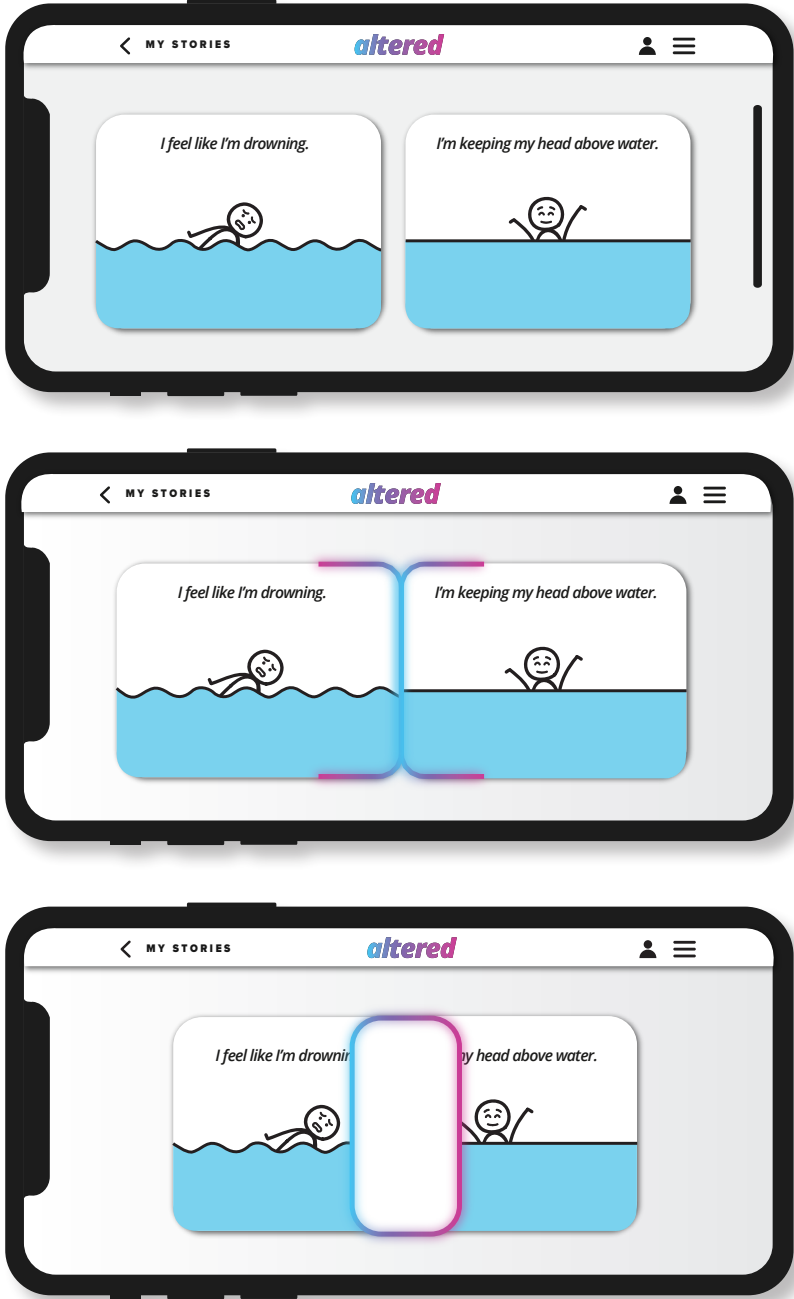 MY STORIES
altered
I feel like I'm drowning.
I'm keeping my head above water.
MY STORIES
altered
I feel like I'm drowning.
I'm keeping my head above water.
MY STORIES
altered
I feel like I'm drownin
y head above water.